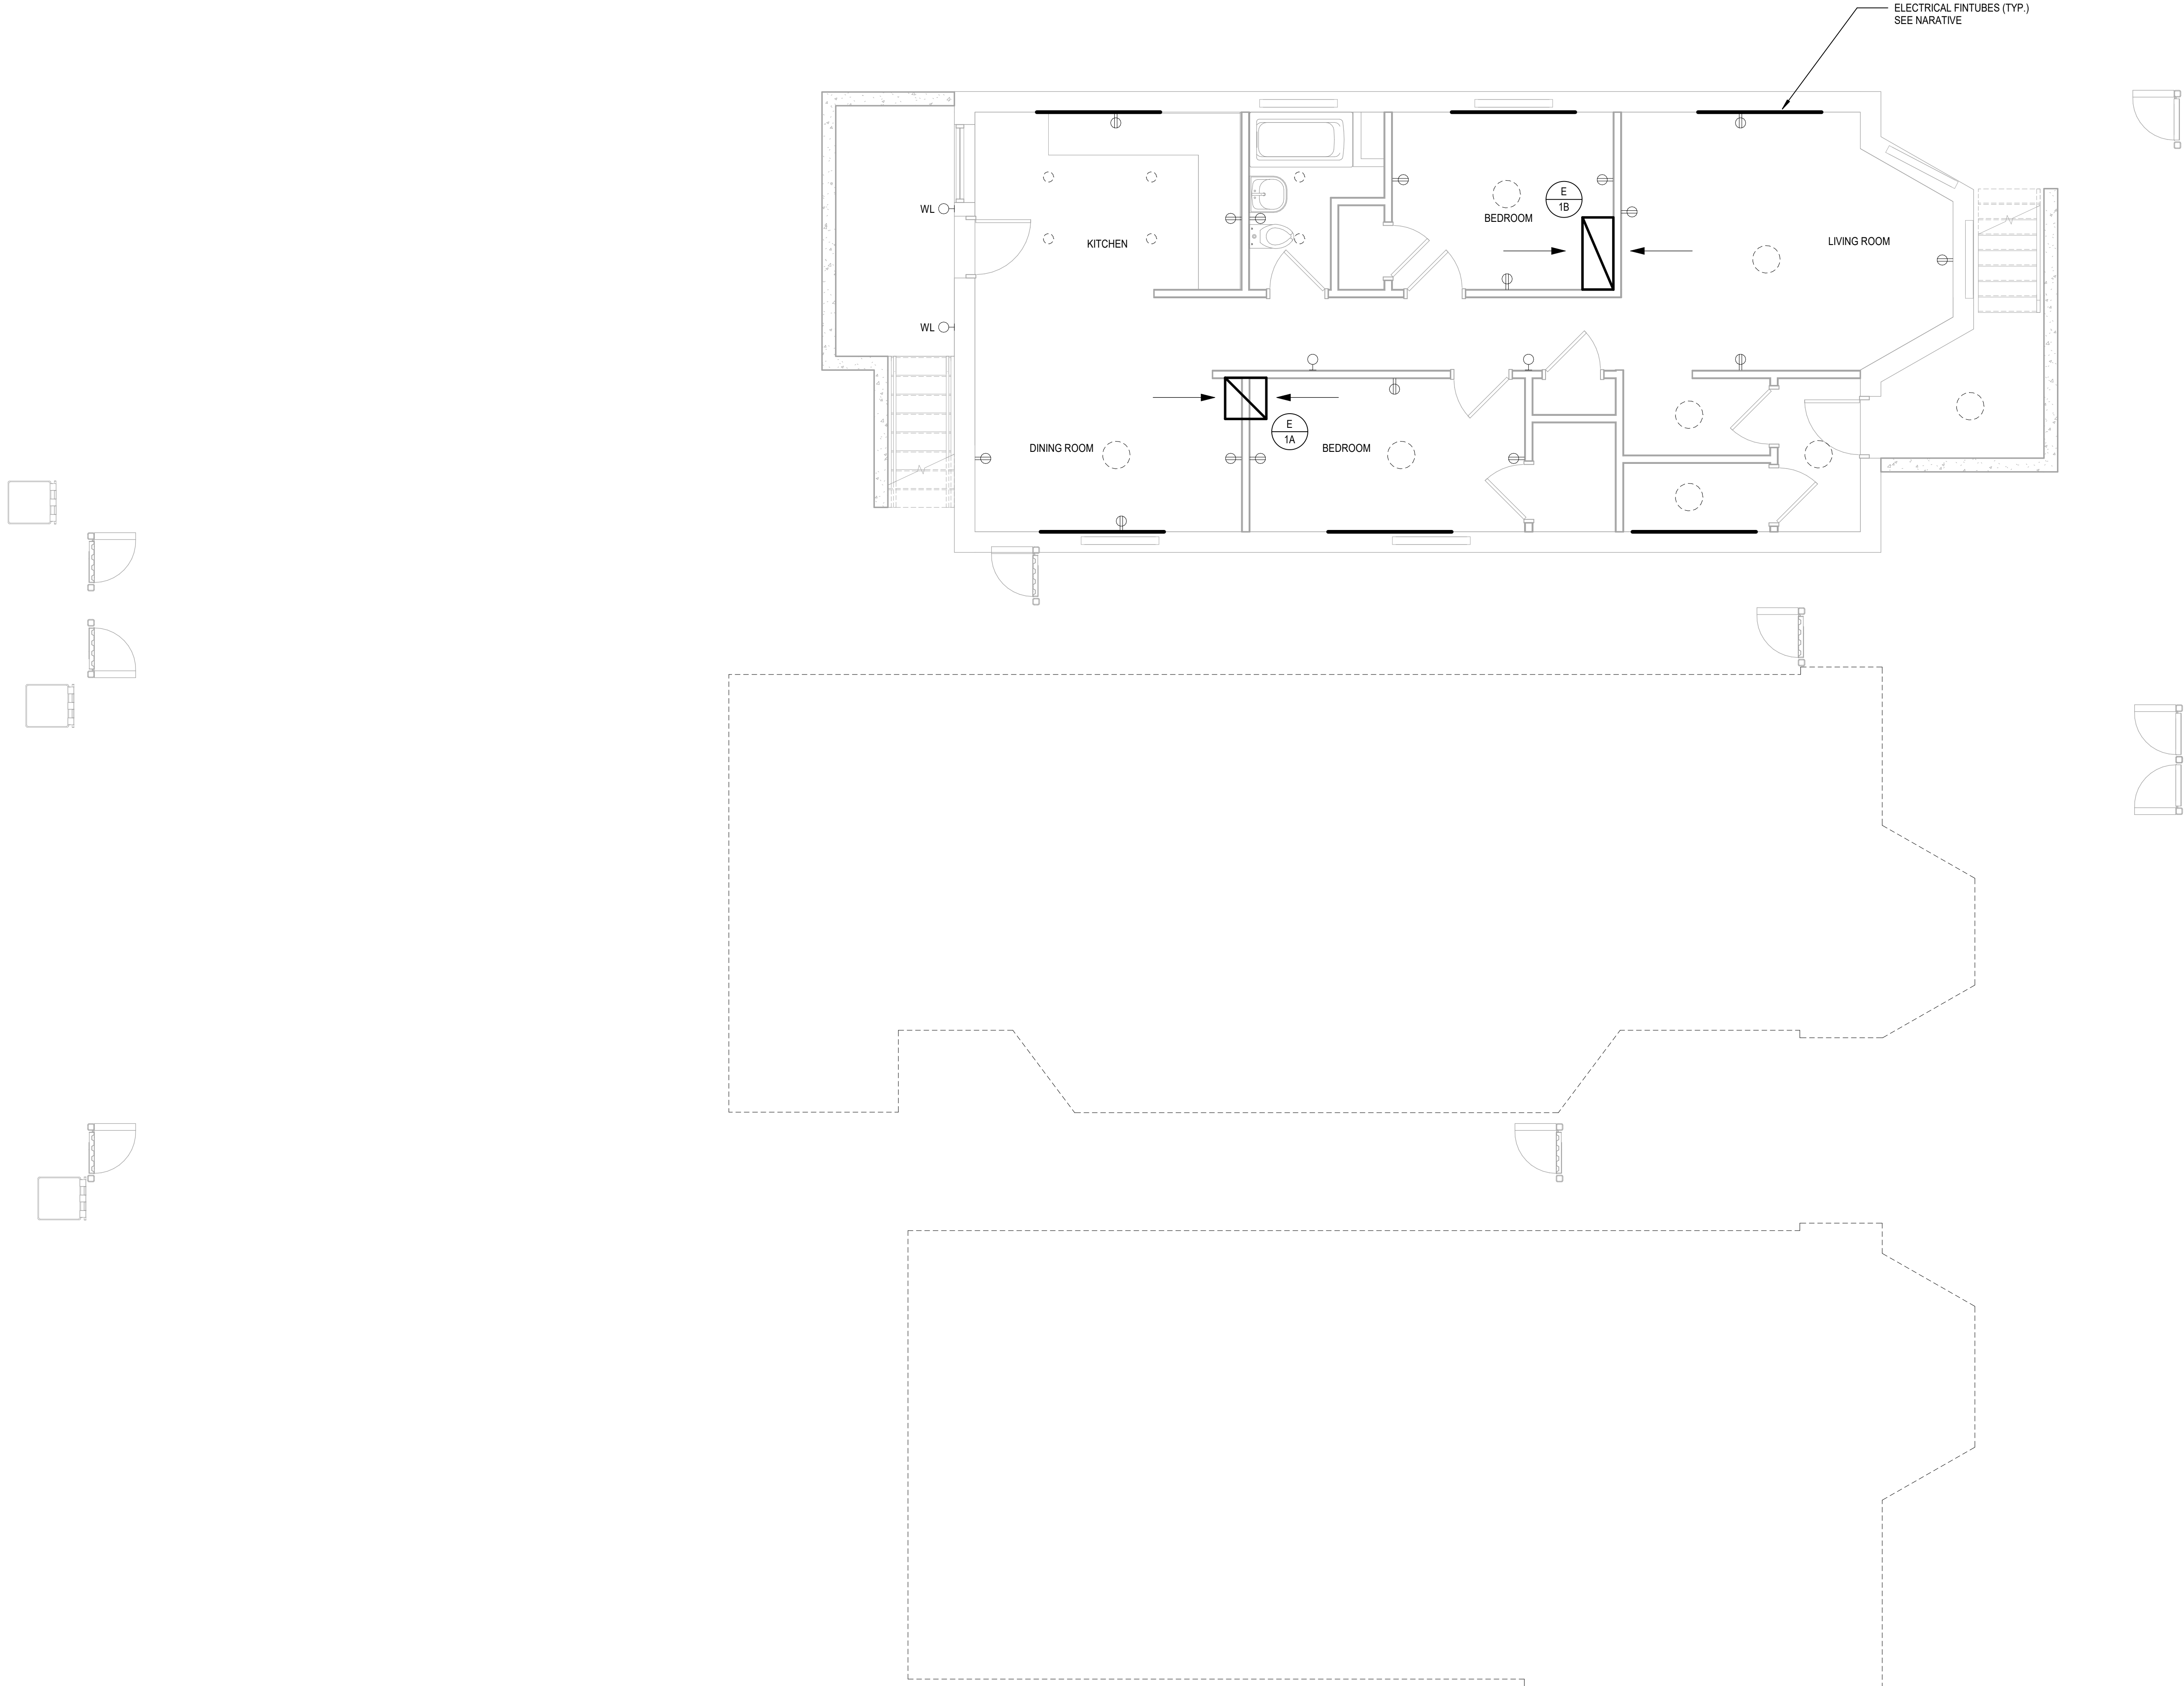 ELECTRICAL FINTUBES (TYP.)
SEE NARATIVE
E
1B
WL
BEDROOM
LIVING ROOM
KITCHEN
WL
E
1A
DINING ROOM
BEDROOM